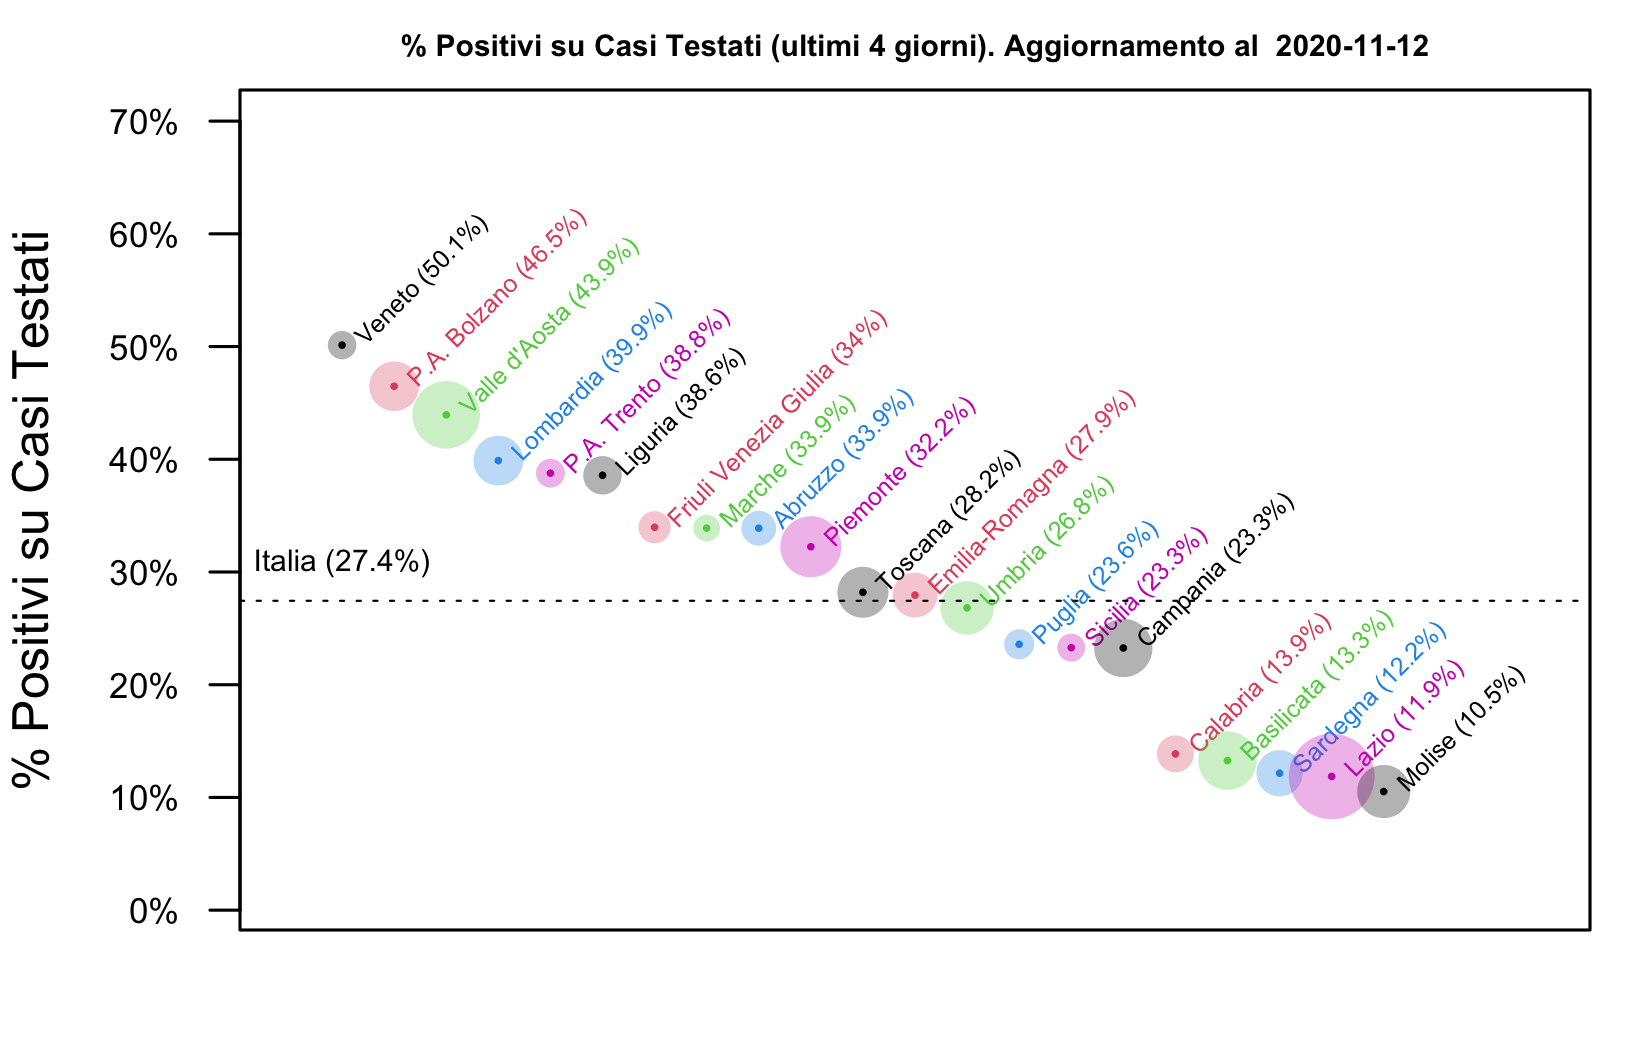 % Positivi su Casi Testati (ultimi 4 giorni). Aggiornamento al  2020-11-12
% Positivi su Casi Testati
70%
60%
50%
40%
30%
20%
10%
0%
Veneto (50.1%)
P.A. Bolzano (46.5%)
Valle d'Aosta (43.9%)
Lombardia (39.9%)
P.A. Trento (38.8%)
Liguria (38.6%)
Friuli Venezia Giulia (34%)
Marche (33.9%)
Abruzzo (33.9%)
Piemonte (32.2%)
Toscana (28.2%)
Emilia-Romagna (27.9%)
Umbria (26.8%)
Puglia (23.6%)
Sicilia (23.3%)
Campania (23.3%)
Calabria (13.9%)
Basilicata (13.3%)
Sardegna (12.2%)
Lazio (11.9%)
Molise (10.5%)
Italia (27.4%)